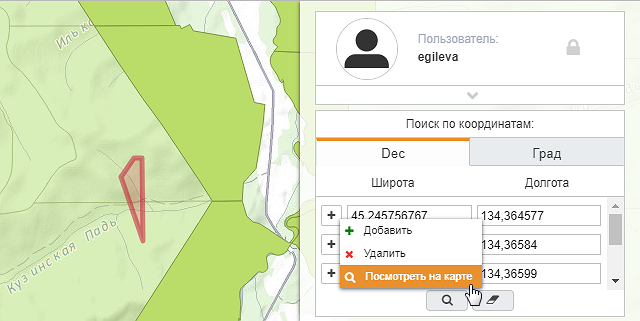 Иль ко
Кузинская Падь
Пользователь:
egileva
Поиск по координатам:
Dec
Град
Широта
Долгота
45,245756767
134,364577
Добавить
134,36584
Удалить
134,36599
Посмотреть на карте